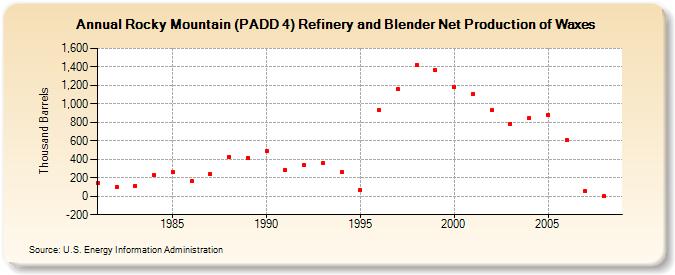 Annual Rocky Mountain (PADD 4) Refinery and Blender Net Production of Waxes
Thousand Barrels
1,600
1,400
1,200
1,000
800
600
400
200
0
-200
1985 1990 1995 2000 2005
Source: U.S. Energy Information Administration